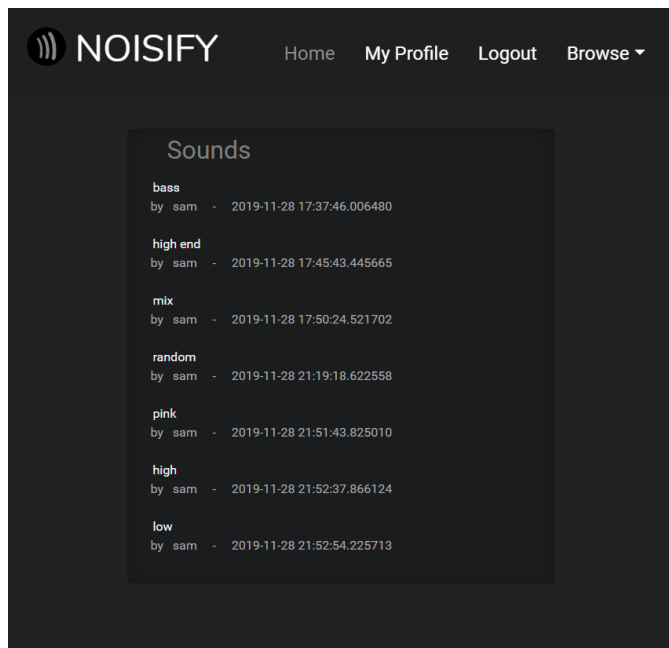 NOISIFY
Home My Profile Logout Browse
Sounds
bass
by sam - 2019-11-28 17:37:46.006480
high end
by sam - 2019-11-28 17:45:43.445665
mix
by sam - 2019-11-28 17:50:24.521702
random
by sam - 2019-11-28 21:19:18.622558
pink
by sam - 2019-11-28 21:51:43.825010
high
by sam - 2019-11-28 21:52:37.866124
low
by sam - 2019-11-28 21:52:54.225713